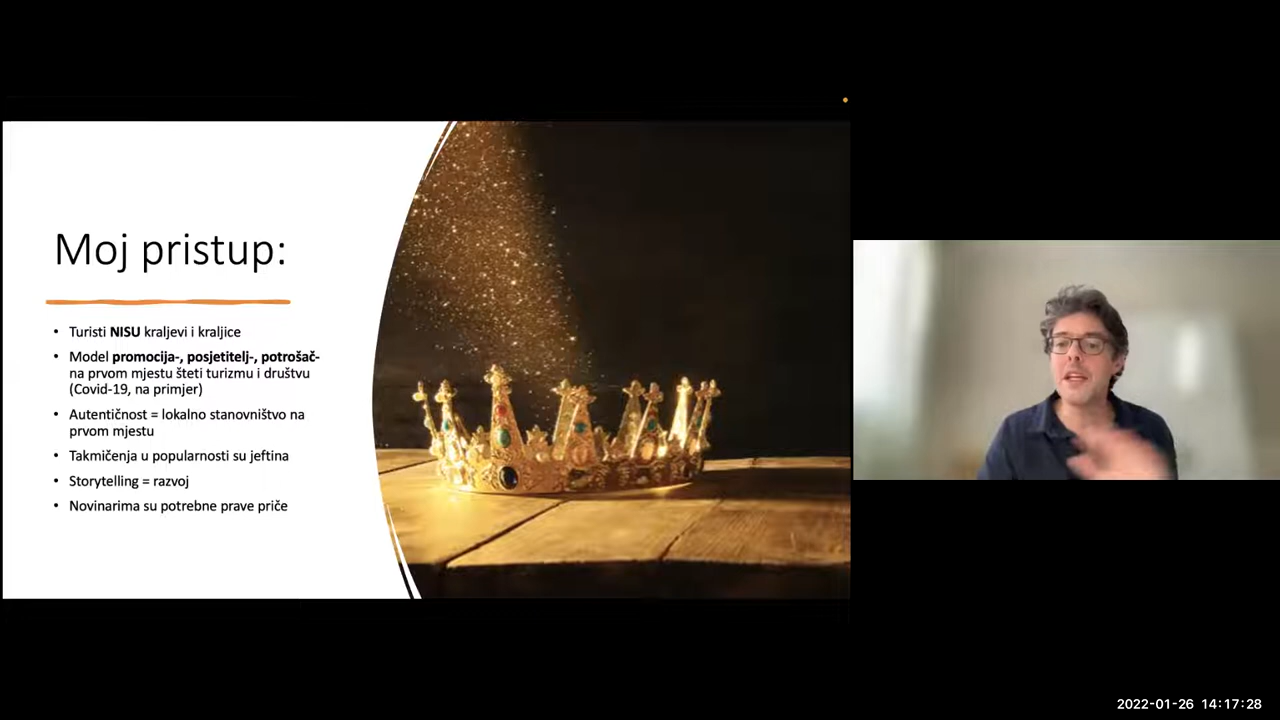 Moj pristup:
• Turisti NISU kraljevi i kraljice
• Model promocija-, posjetitelj-, potrošač-
na prvom mjestu šteti turizmu i društvu
(Covid-19, na primjer)
• Autentičnost = lokalno stanovništvo na
prvom mjestu
• Takmičenja u popularnosti su jeftina
• Storytelling = razvoj
• Novinarima su potrebne prave priče
2022-01-26 14:17:28